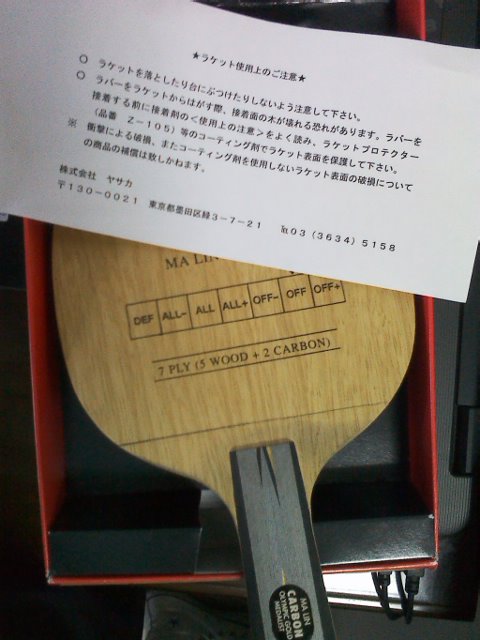 ★ラケット使用上のご注意★
○ ラケットを落としたり台にぶつけたりしないよう注意して下さい。
○ ラバーをラケットからはがす際、接着面の木が壊れる恐れがあります。ラバーを
接着する前に接着剤の<使用上の注意>をよく読み、ラケットプロテクター
(品番 Z-105)等のコーティング剤でラケット表面を保護して下さい。
※ 衝撃による破損、またコーティング剤を使用しないラケット表面の破損について
の商品の補償は致しかねます。
株式会社 ヤサカ
〒130-0021 東京都墨田区緑3-7-21 ℡03(3634)5158
MA LIN
DEF ALL- ALL ALL+ OFF- OFF OFF+
7 PLY (5 WOOD + 2 CARBON)
MA LIN
CARBON
OLYMPIC GOLD
MEDALIST